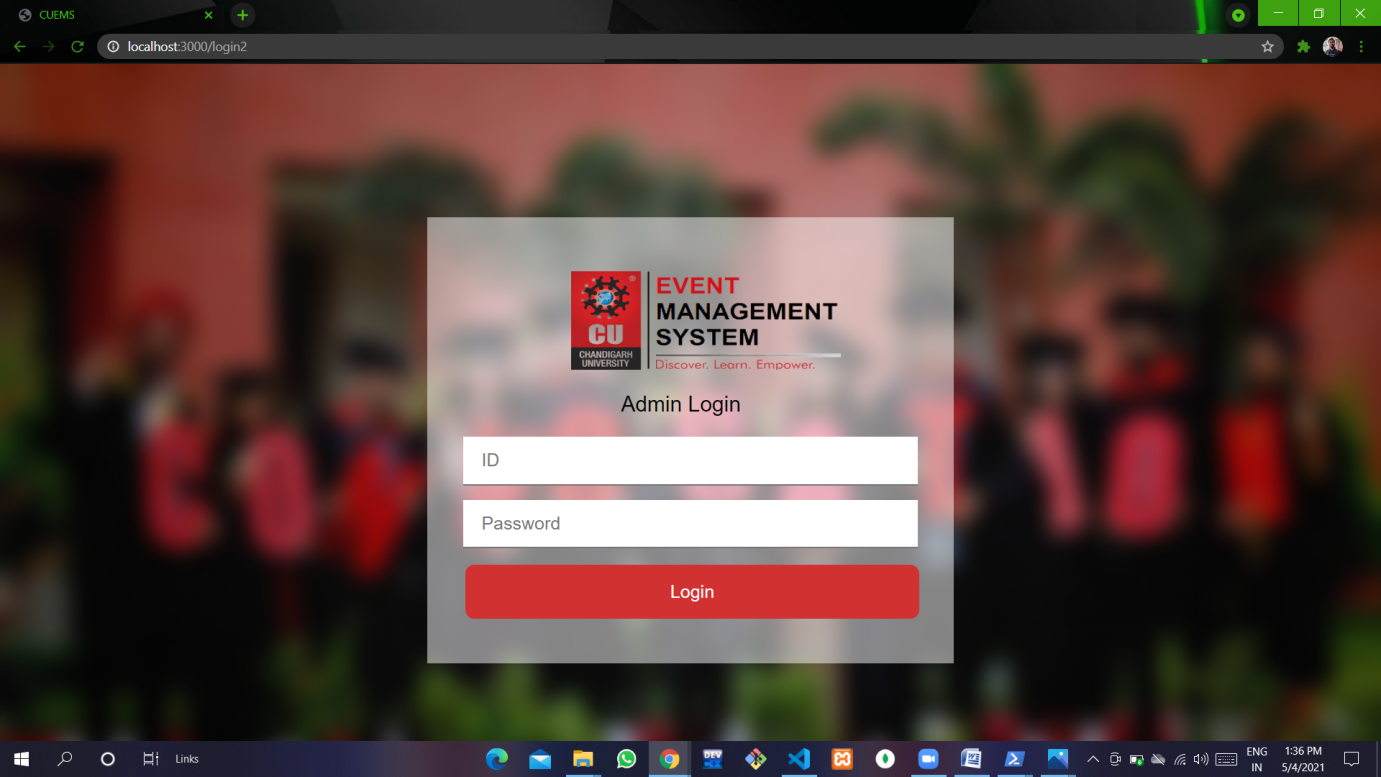 CUEMS
localhost:3000/login2
EVENT
MANAGEMENT
SYSTEM
CU
CHANDIGARH
UNIVERSITY
Discover. Learn. Empower.
Admin Login
ID
Password
Login
Links
DEV
ENG
IN
1:36 PM
5/4/2021